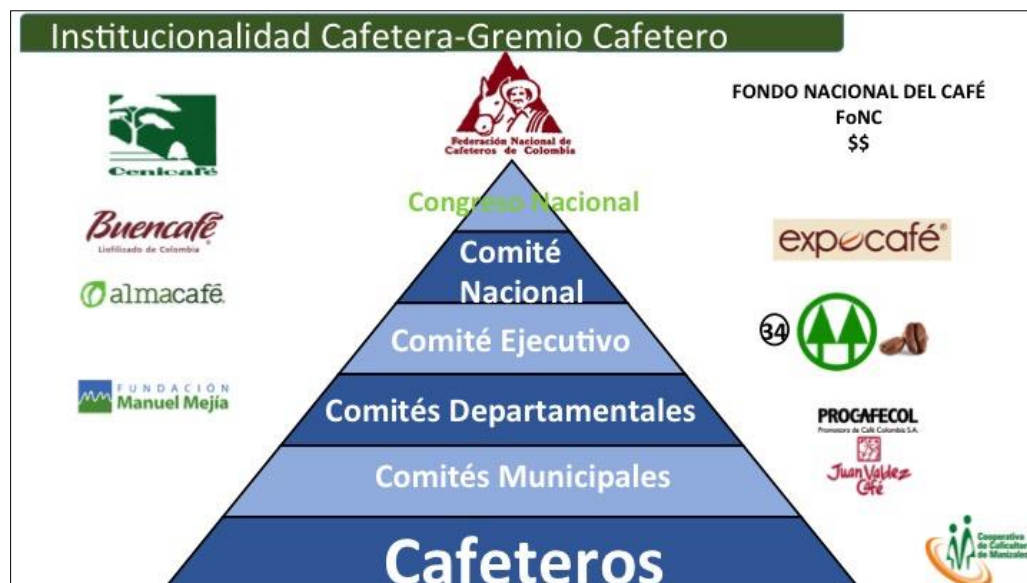 Institucionalidad Cafetera-Gremio Cafetero
Cenicafé
Buencafé®
Liofilizado de Colombia
almacafé
FUNDACIÓN
Manuel Mejía
Federación Nacional de
Cafeteros de Colombia
Congreso Nacional
Comité
Nacional
Comité Ejecutivo
Comités Departamentales
Comités Municipales
Cafeteros
FONDO NACIONAL DEL CAFÉ
FoNC
$$
expocafé®
34
PROCAFECOL
Promotora de Café Colombia S.A.
Juan Valdez
Café
Cooperativa
de Caficultores
de Manizales